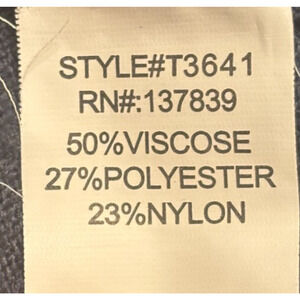 STYLE#T3641
RN#:137839
50%VISCOSE
27%POLYESTER
23%NYLON